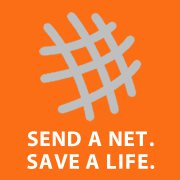 SEND A NET.
SAVE A LIFE.